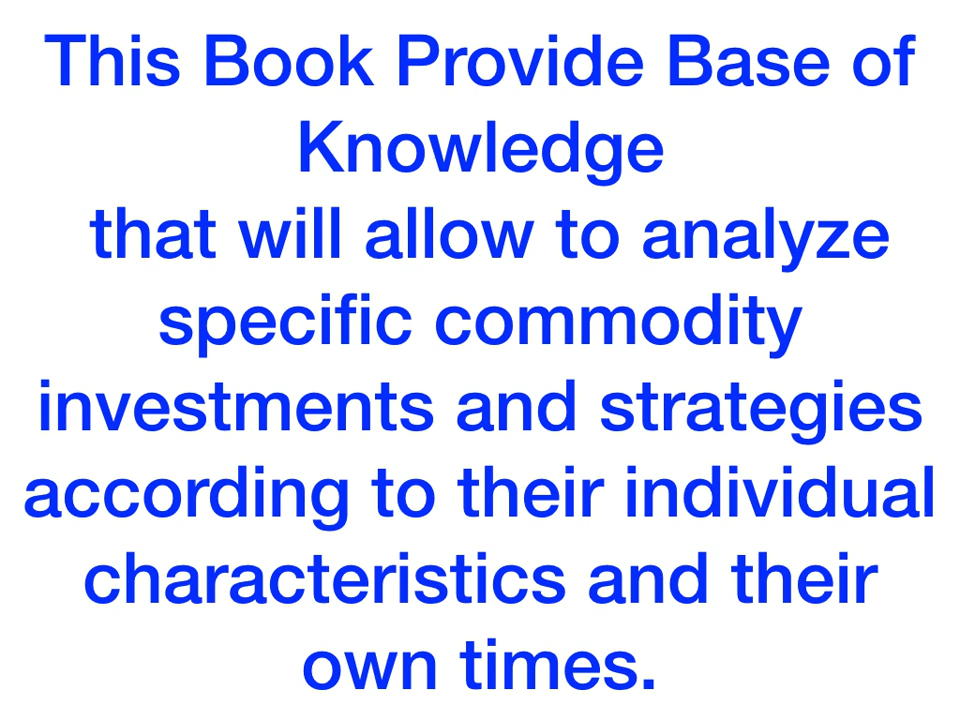 This Book Provide Base of
Knowledge
that will allow to analyze
specific commodity
investments and strategies
according to their individual
characteristics and their
own times.